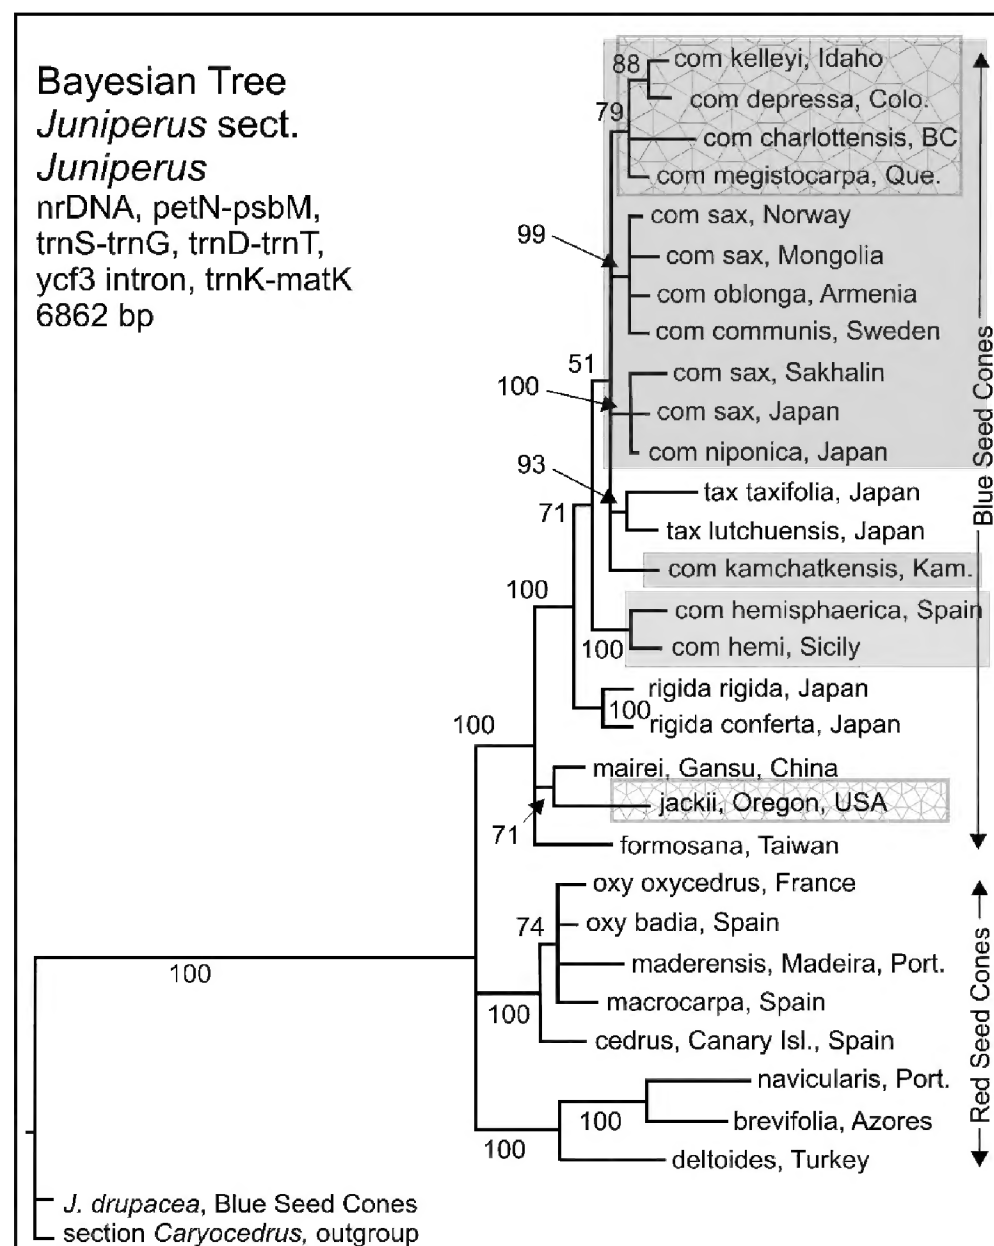 Bayesian Tree
Juniperus sect.
Juniperus
nrDNA, petN-psbM,
trnS-trnG, trnD-trnT,
ycf3 intron, trnK-matK
6862 bp
88
com kelleyi, Idaho
com depressa, Colo.
79
com charlottensis, BC
com megistocarpa, Que.
com sax, Norway
99
com sax, Mongolia
com oblonga, Armenia
com communis, Sweden
51
com sax, Sakhalin
100
com sax, Japan
com niponica, Japan
93
tax taxifolia, Japan
71
tax lutchuensis, Japan
com kamchatkensis, Kam.
100
com hemisphaerica, Spain
100
com hemi, Sicily
rigida rigida, Japan
100
rigida conferta, Japan
100
mairei, Gansu, China
jackii, Oregon, USA
71
formosana, Taiwan
Blue Seed Cones
oxy oxycedrus, France
74
oxy badia, Spain
maderensis, Madeira, Port.
100
macrocarpa, Spain
100
cedrus, Canary Isl., Spain
navicularis, Port.
100
brevifolia, Azores
100
deltoides, Turkey
Red Seed Cones
J. drupacea, Blue Seed Cones
section Caryocedrus, outgroup